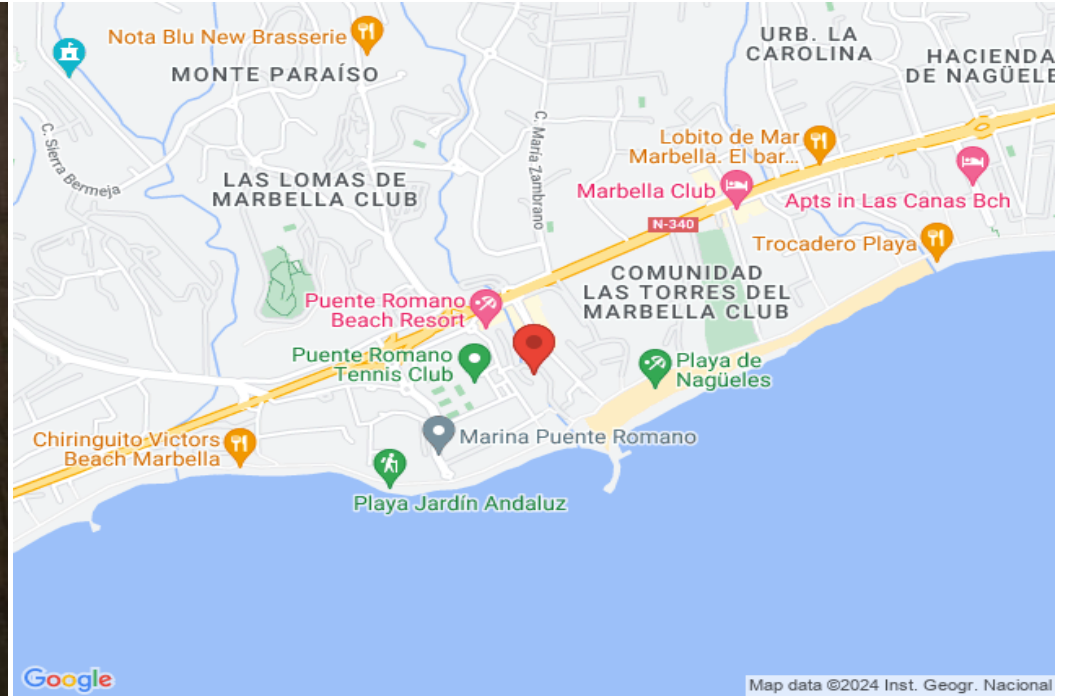 Nota Blu New Brasserie
MONTE PARAÍSO
URB. LA
CAROLINA
HACIENDA
DE NAGÜELE
C. Sierra Bermeja
C. María Zambrano
Lobito de Mar
Marbella. El bar...
LAS LOMAS DE
MARBELLA CLUB
Marbella Club
Apts in Las Canas Bch
N-340
Trocadero Playa
COMUNIDAD
LAS TORRES DEL
MARBELLA CLUB
Puente Romano
Beach Resort
Puente Romano
Tennis Club
Playa de
Nagüeles
Chiringuito Victors
Beach Marbella
Marina Puente Romano
Playa Jardín Andaluz
Google
Map data ©2024 Inst. Geogr. Nacional